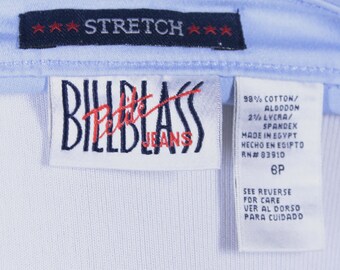 ★★★ STRETCH ★★★
BILLBLASS
Petite
JEANS
98% COTTON/
ALGODON
2% LYCRA/
SPANDEX
MADE IN EGYPT
HECHO EN EGIPTO
RN# 83910
6P
SEE REVERSE
FOR CARE
VER AL DORSO
PARA CUIDADO